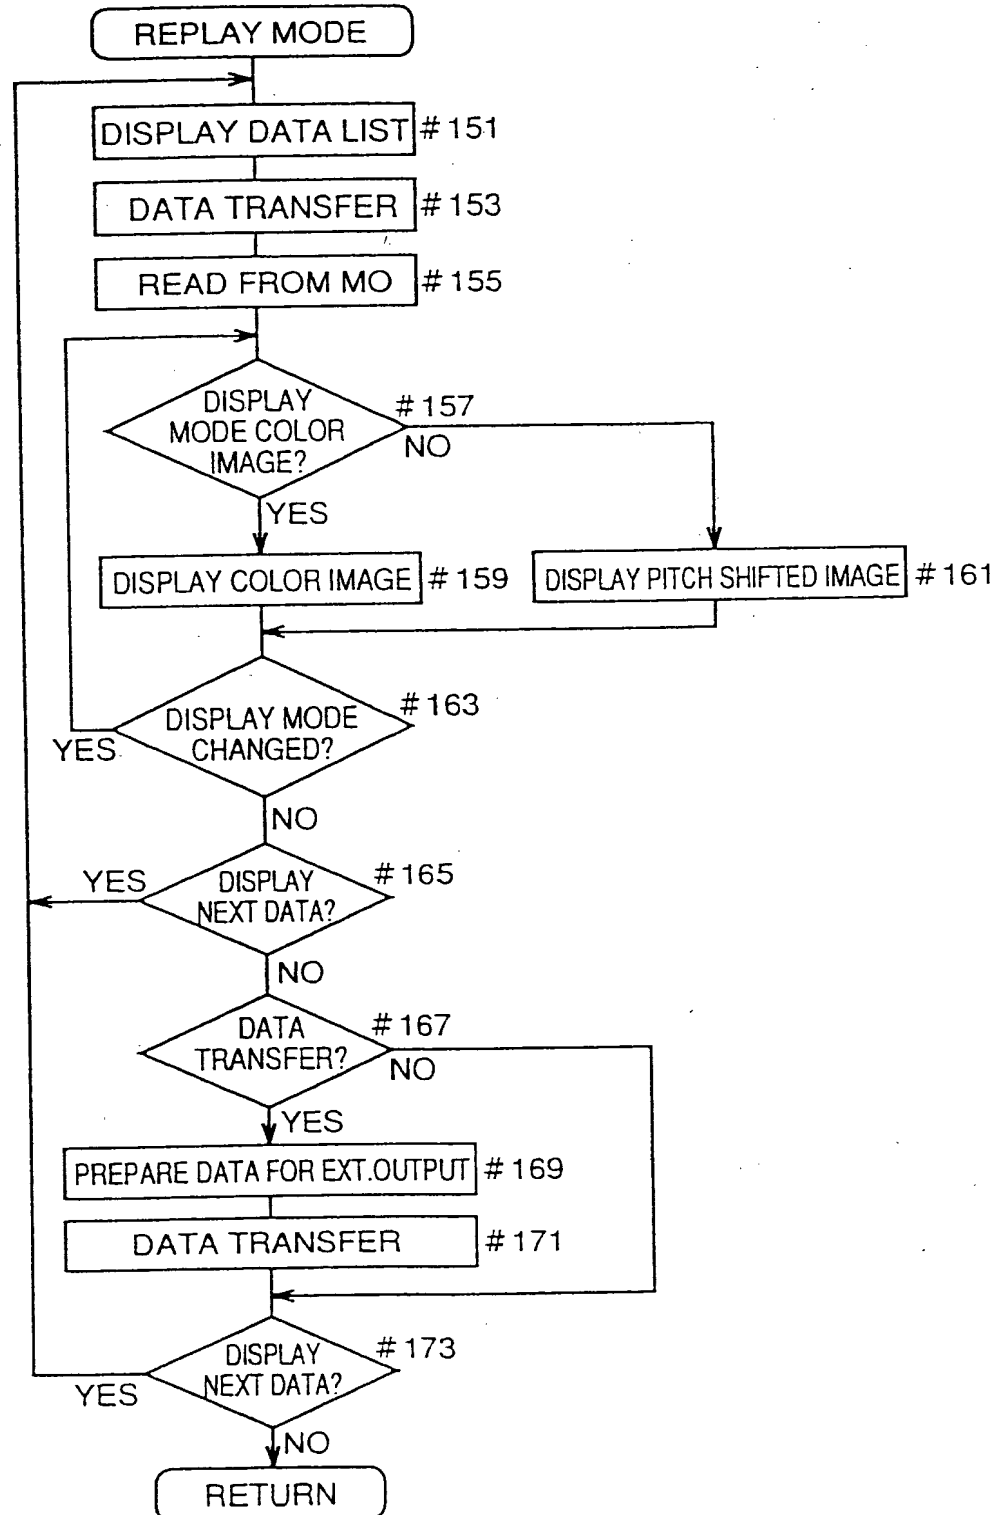 REPLAY MODE
DISPLAY DATA LIST #151
DATA TRANSFER #153
READ FROM MO #155
DISPLAY
MODE COLOR
IMAGE?
#157
NO
YES
DISPLAY COLOR IMAGE #159
DISPLAY PITCH SHIFTED IMAGE #161
DISPLAY MODE
CHANGED?
#163
YES
NO
DISPLAY
NEXT DATA?
#165
YES
NO
DATA
TRANSFER?
#167
NO
YES
PREPARE DATA FOR EXT.OUTPUT #169
DATA TRANSFER #171
DISPLAY
NEXT DATA?
#173
YES
NO
RETURN